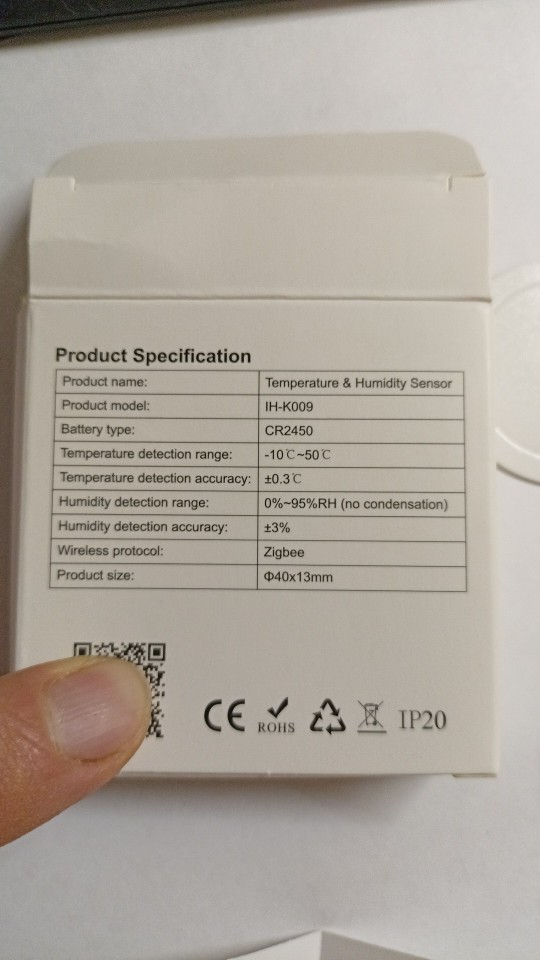 Product Specification
Product name: Temperature & Humidity Sensor
Product model: IH-K009
Battery type: CR2450
Temperature detection range: -10℃~50℃
Temperature detection accuracy: ±0.3℃
Humidity detection range: 0%~95%RH (no condensation)
Humidity detection accuracy: ±3%
Wireless protocol: Zigbee
Product size: Φ40x13mm
CE ROHS IP20